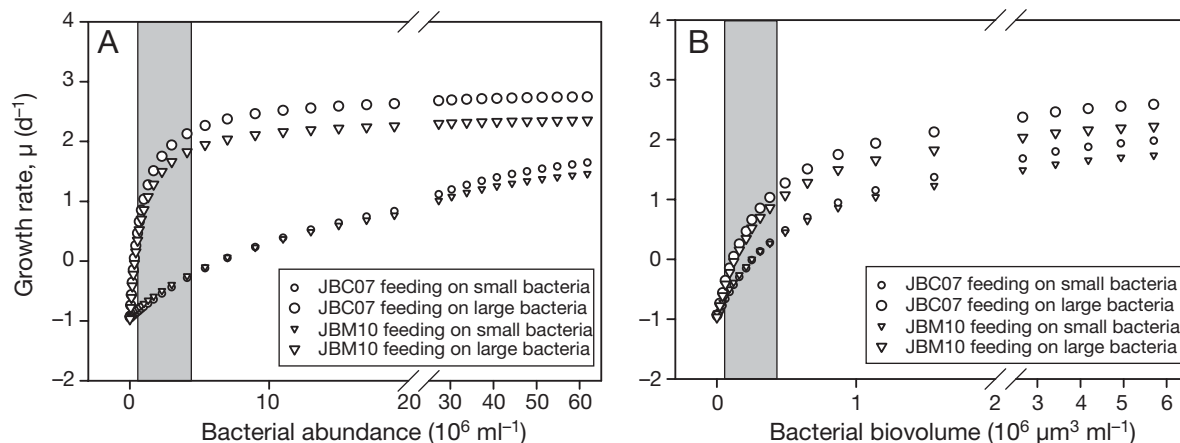 A
Growth rate, μ (d⁻¹)
4
3
2
1
0
−1
−2
JBC07 feeding on small bacteria
JBC07 feeding on large bacteria
JBM10 feeding on small bacteria
JBM10 feeding on large bacteria
0 10 20 30 40 50 60
Bacterial abundance (10⁶ ml⁻¹)
B
4
3
2
1
0
−1
−2
JBC07 feeding on small bacteria
JBC07 feeding on large bacteria
JBM10 feeding on small bacteria
JBM10 feeding on large bacteria
0 1 2 3 4 5 6
Bacterial biovolume (10⁶ μm³ ml⁻¹)